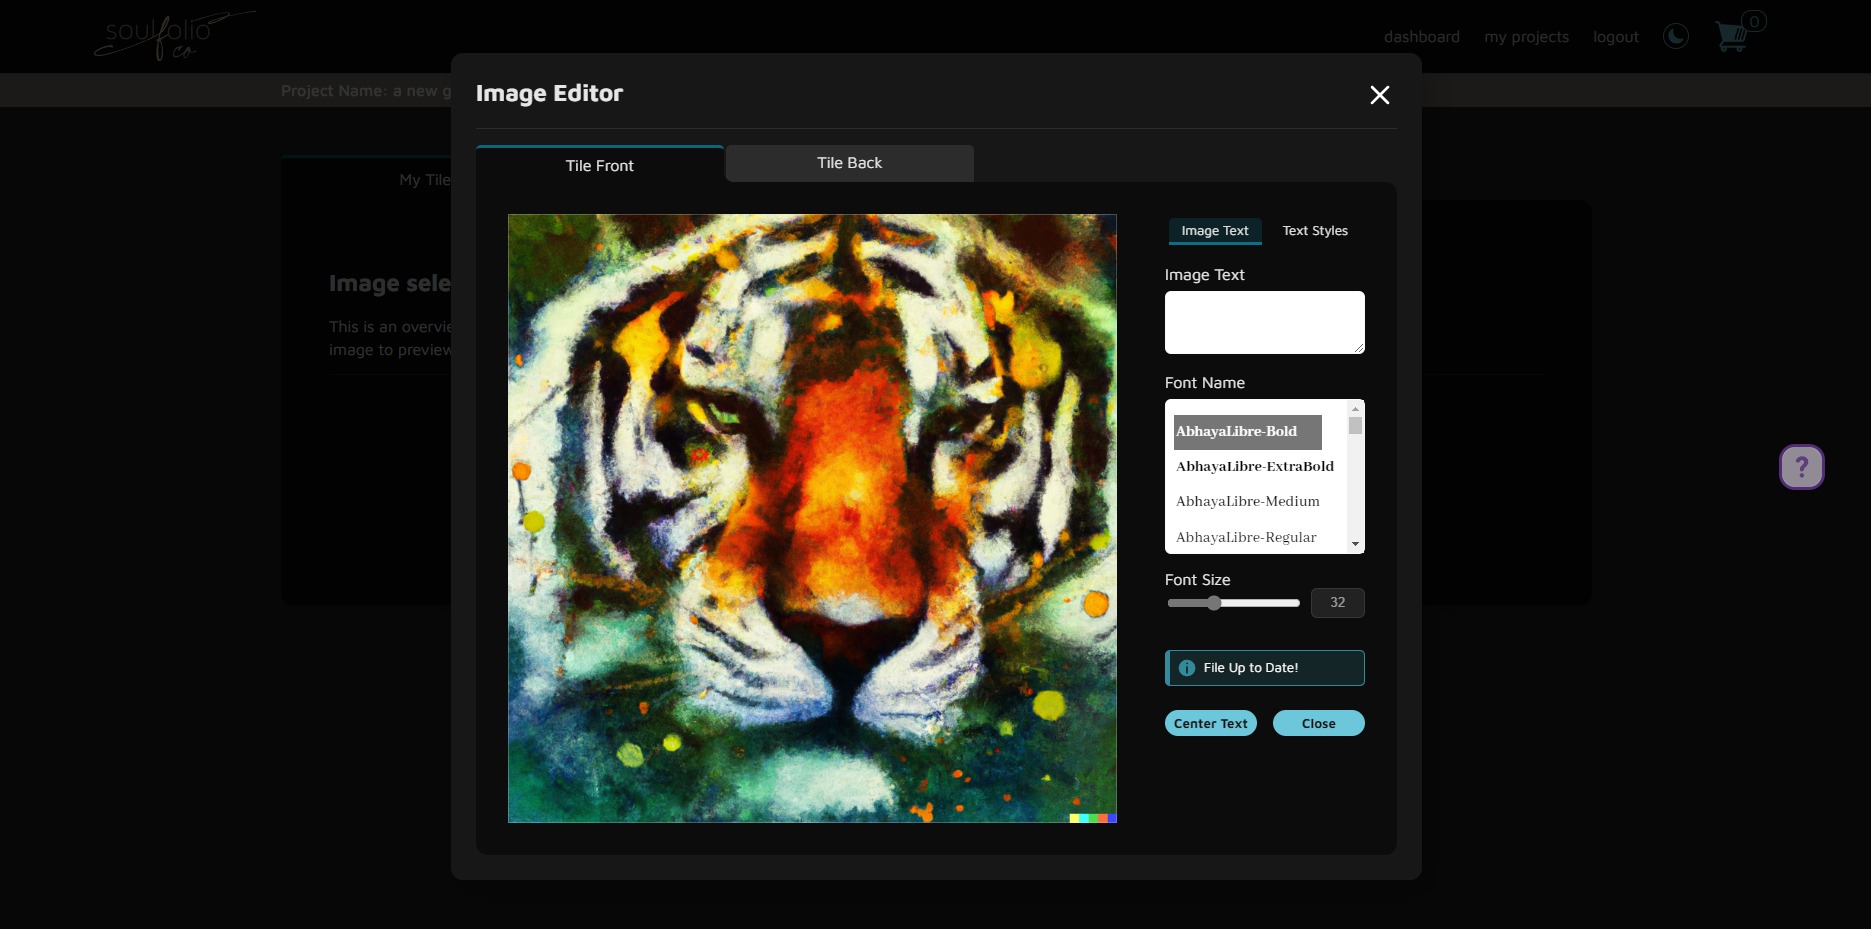 soulfolio
co
dashboard
my projects
logout
0
Project Name: a new g
Image Editor
Tile Front
Tile Back
My Tile
Image sele
This is an overvie
image to preview
Image Text
Text Styles
Image Text
Font Name
AbhayaLibre-Bold
AbhayaLibre-ExtraBold
AbhayaLibre-Medium
AbhayaLibre-Regular
Font Size
32
File Up to Date!
Center Text
Close
?